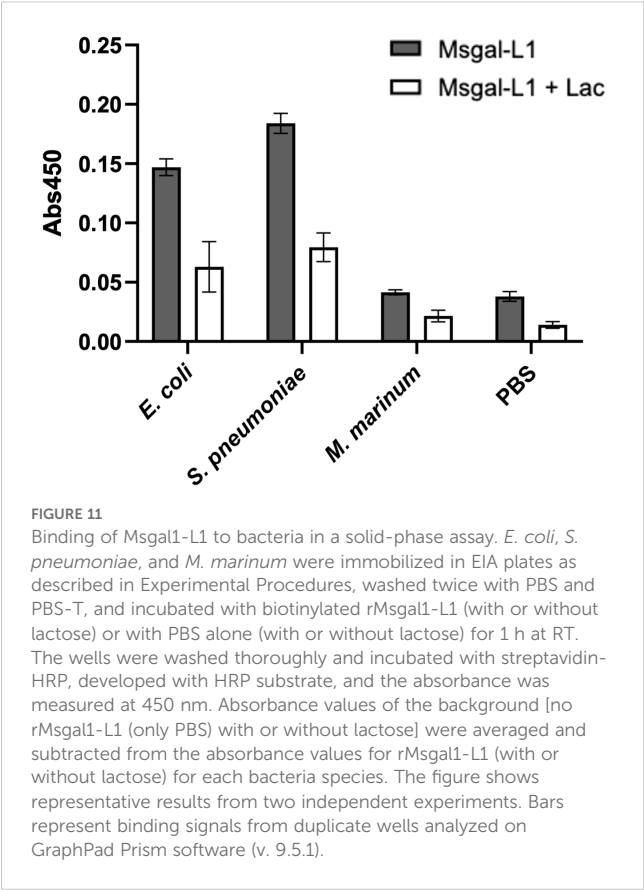 0.25
0.20
0.15
0.10
0.05
0.00
Abs450
Msgal-L1
Msgal-L1 + Lac
E. coli
S. pneumoniae
M. marinum
PBS
FIGURE 11
Binding of Msgal1-L1 to bacteria in a solid-phase assay. E. coli, S.
pneumoniae, and M. marinum were immobilized in EIA plates as
described in Experimental Procedures, washed twice with PBS and
PBS-T, and incubated with biotinylated rMsgal1-L1 (with or without
lactose) or with PBS alone (with or without lactose) for 1 h at RT.
The wells were washed thoroughly and incubated with streptavidin-
HRP, developed with HRP substrate, and the absorbance was
measured at 450 nm. Absorbance values of the background [no
rMsgal1-L1 (only PBS) with or without lactose] were averaged and
subtracted from the absorbance values for rMsgal1-L1 (with or
without lactose) for each bacteria species. The figure shows
representative results from two independent experiments. Bars
represent binding signals from duplicate wells analyzed on
GraphPad Prism software (v. 9.5.1).